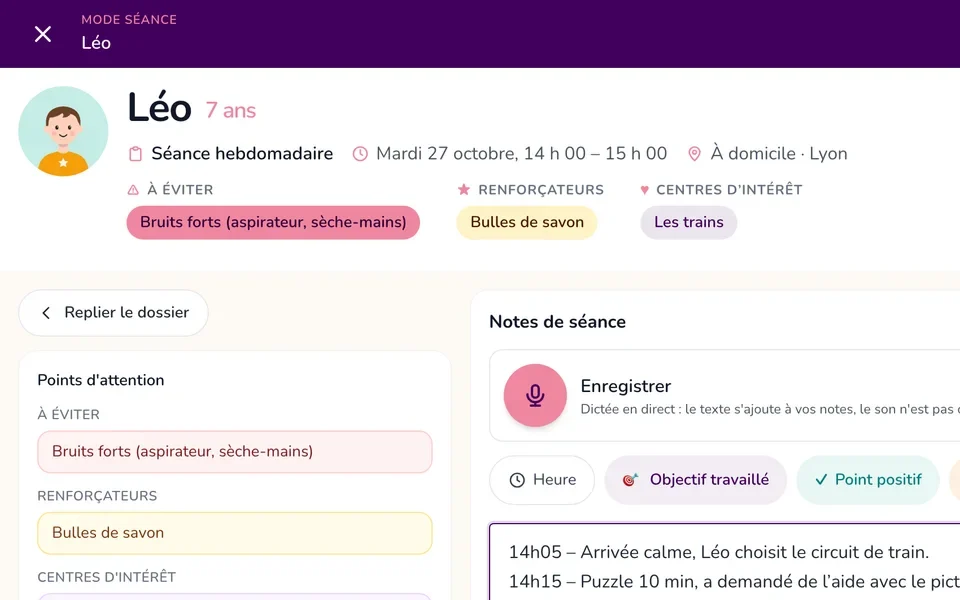 MODE SÉANCE
Léo
Léo 7 ans
Séance hebdomadaire Mardi 27 octobre, 14 h 00 – 15 h 00 À domicile · Lyon
À ÉVITER RENFORÇATEURS CENTRES D'INTÉRÊT
Bruits forts (aspirateur, sèche-mains) Bulles de savon Les trains
Replier le dossier
Points d'attention
À ÉVITER
Bruits forts (aspirateur, sèche-mains)
RENFORÇATEURS
Bulles de savon
CENTRES D'INTÉRÊT
Notes de séance
Enregistrer
Dictée en direct : le texte s'ajoute à vos notes, le son n'est pas
Heure Objectif travaillé Point positif
14h05 – Arrivée calme, Léo choisit le circuit de train.
14h15 – Puzzle 10 min, a demandé de l’aide avec le pict